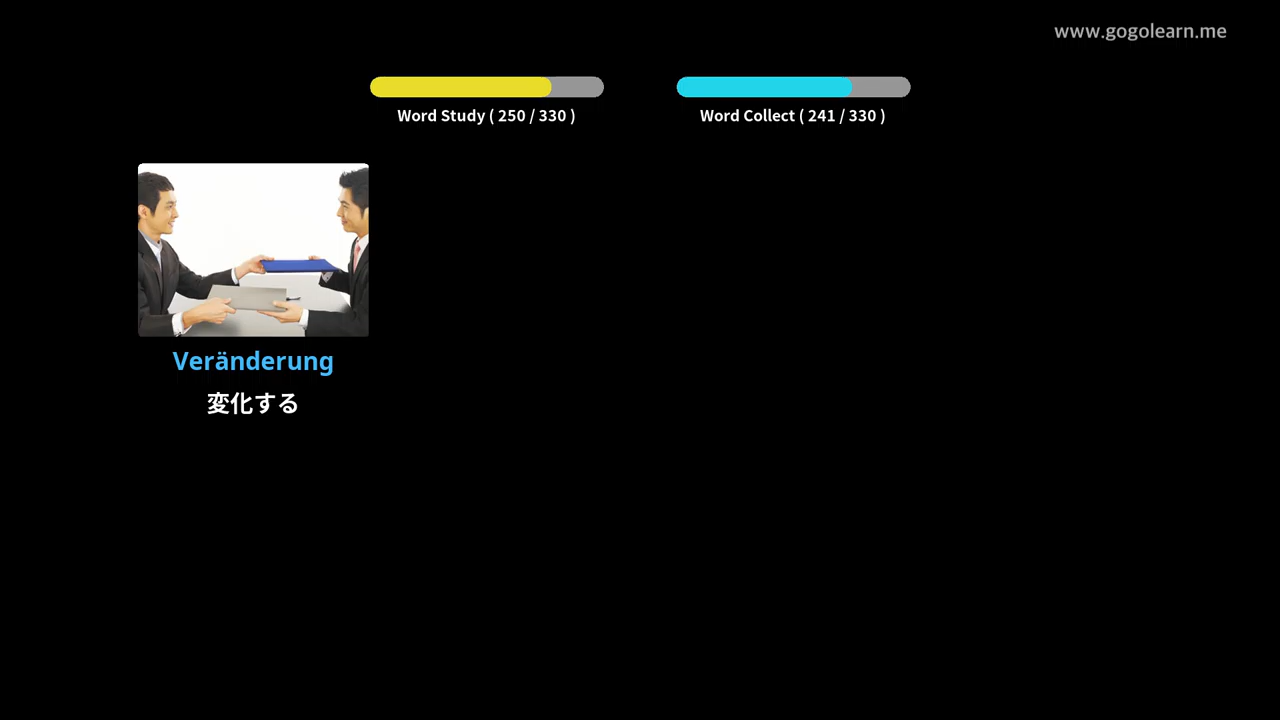 www.gogolearn.me
Word Study ( 250 / 330 )
Word Collect ( 241 / 330 )
Veränderung
変化する